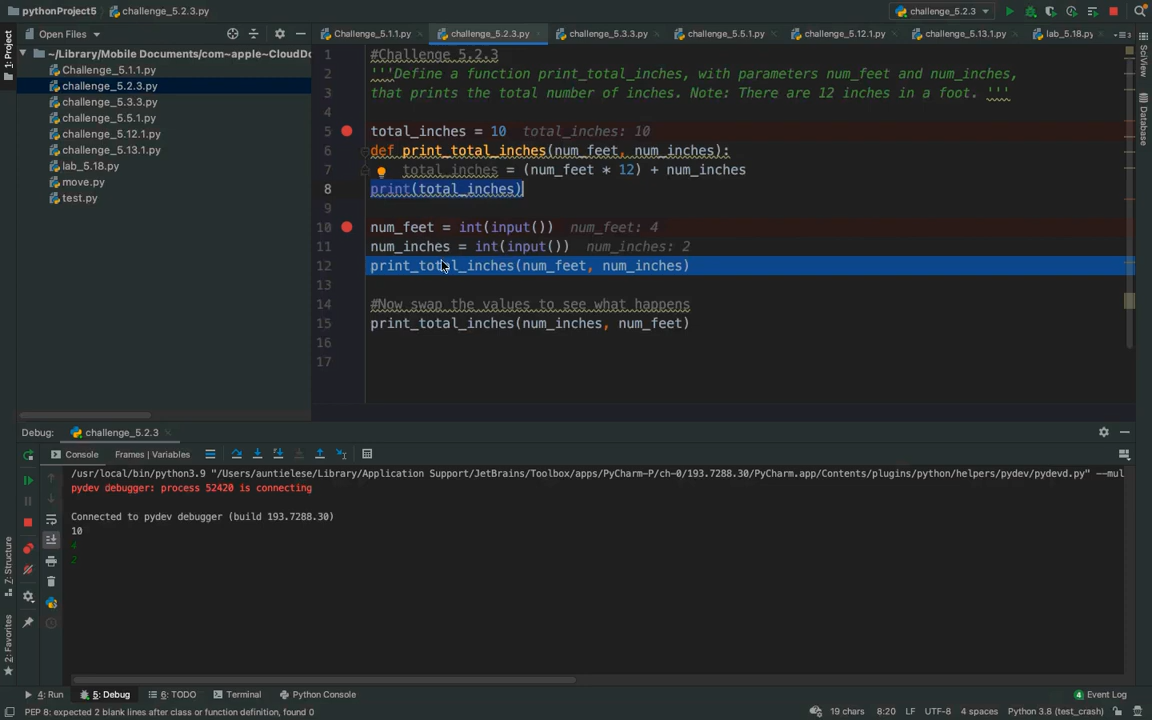 pythonProject5 challenge_5.2.3.py challenge_5.2.3
Open Files
Challenge_5.1.1.py challenge_5.2.3.py challenge_5.3.3.py challenge_5.5.1.py challenge_5.12.1.py challenge_5.13.1.py lab_5.18.py
1: Project
~/Library/Mobile Documents/com~apple~CloudDo
Challenge_5.1.1.py
challenge_5.2.3.py
challenge_5.3.3.py
challenge_5.5.1.py
challenge_5.12.1.py
challenge_5.13.1.py
lab_5.18.py
move.py
test.py
1 #Challenge 5.2.3
2 '''Define a function print_total_inches, with parameters num_feet and num_inches,
3 that prints the total number of inches. Note: There are 12 inches in a foot. '''
4
5 total_inches = 10 total_inches: 10
6 def print_total_inches(num_feet, num_inches):
7 total_inches = (num_feet * 12) + num_inches
8 print(total_inches)
9
10 num_feet = int(input()) num_feet: 4
11 num_inches = int(input()) num_inches: 2
12 print_total_inches(num_feet, num_inches)
13
14 #Now swap the values to see what happens
15 print_total_inches(num_inches, num_feet)
16
17
SciView
Database
Debug: challenge_5.2.3
Console Frames | Variables
/usr/local/bin/python3.9 "/Users/auntielese/Library/Application Support/JetBrains/Toolbox/apps/PyCharm-P/ch-0/193.7288.30/PyCharm.app/Contents/plugins/python/helpers/pydev/pydevd.py" --mul
pydev debugger: process 52420 is connecting
Connected to pydev debugger (build 193.7288.30)
10
4
2
7: Structure
2: Favorites
4: Run 5: Debug 6: TODO Terminal Python Console Event Log
PEP 8: expected 2 blank lines after class or function definition, found 0 19 chars 8:20 LF UTF-8 4 spaces Python 3.8 (test_crash)